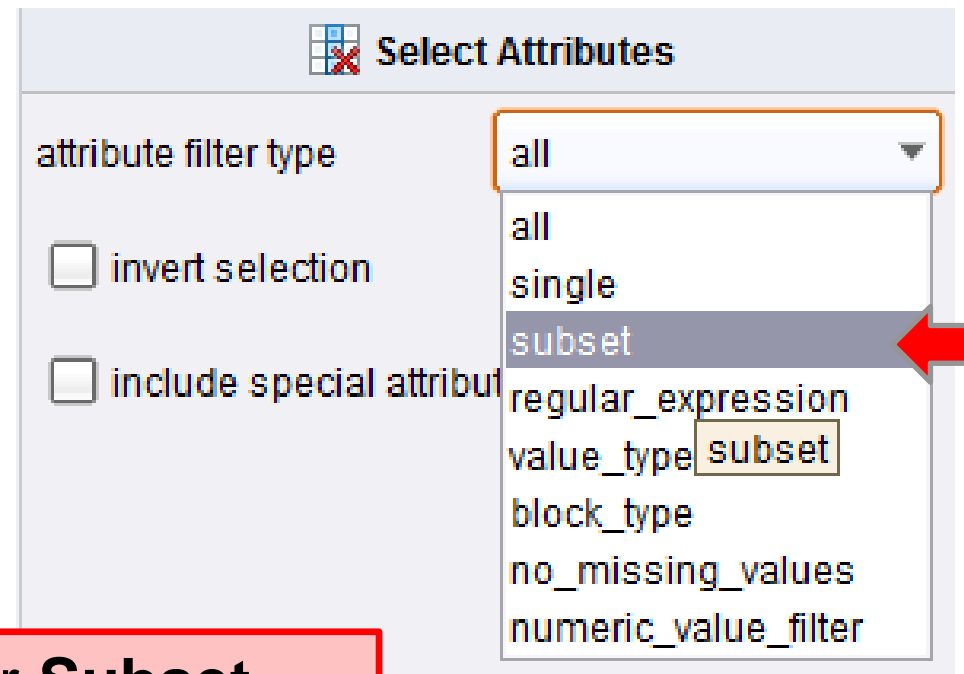 Select Attributes
attribute filter type all
all
invert selection
single
subset
include special attribut
regular_expression
value_type subset
block_type
no_missing_values
numeric_value_filter
r Subset